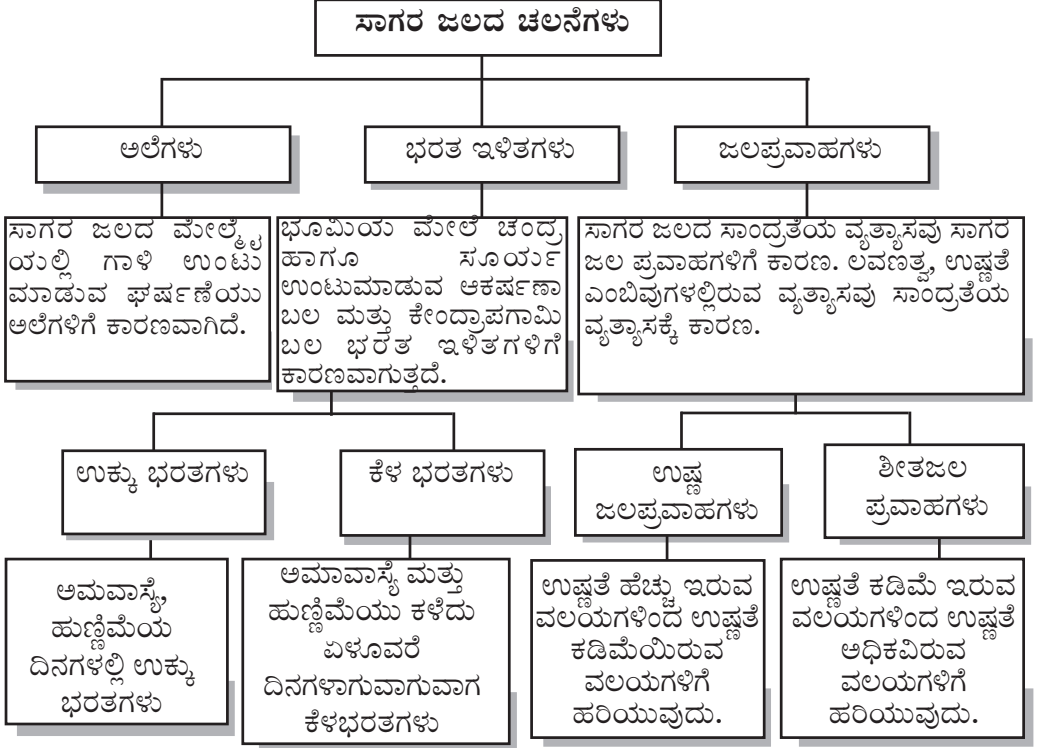 ಸಾಗರ ಜಲದ ಚಲನೆಗಳು
ಅಲೆಗಳು
ಭರತ ಇಳಿತಗಳು
ಜಲಪ್ರವಾಹಗಳು
ಸಾಗರ ಜಲದ ಮೇಲ್ಮೈ
ಯಲ್ಲಿ ಗಾಳಿ ಉಂಟು
ಮಾಡುವ ಘರ್ಷಣೆಯು
ಅಲೆಗಳಿಗೆ ಕಾರಣವಾಗಿದೆ.
ಭೂಮಿಯ ಮೇಲೆ ಚಂದ್ರ
ಹಾಗೂ ಸೂರ್ಯ
ಉಂಟುಮಾಡುವ ಆಕರ್ಷಣಾ
ಬಲ ಮತ್ತು ಕೇಂದ್ರಾಪಗಾಮಿ
ಬಲ ಭರತ ಇಳಿತಗಳಿಗೆ
ಕಾರಣವಾಗುತ್ತದೆ.
ಸಾಗರ ಜಲದ ಸಾಂದ್ರತೆಯ ವ್ಯತ್ಯಾಸವು ಸಾಗರ
ಜಲ ಪ್ರವಾಹಗಳಿಗೆ ಕಾರಣ. ಲವಣತ್ವ, ಉಷ್ಣತೆ
ಎಂಬಿವುಗಳಲ್ಲಿರುವ ವ್ಯತ್ಯಾಸವು ಸಾಂದ್ರತೆಯ
ವ್ಯತ್ಯಾಸಕ್ಕೆ ಕಾರಣ.
ಉಕ್ಕು ಭರತಗಳು
ಕೆಳ ಭರತಗಳು
ಉಷ್ಣ
ಜಲಪ್ರವಾಹಗಳು
ಶೀತಜಲ
ಪ್ರವಾಹಗಳು
ಅಮವಾಸ್ಯೆ,
ಹುಣ್ಣಿಮೆಯ
ದಿನಗಳಲ್ಲಿ ಉಕ್ಕು
ಭರತಗಳು
ಅಮಾವಾಸ್ಯೆ ಮತ್ತು
ಹುಣ್ಣಿಮೆಯು ಕಳೆದು
ಏಳೂವರೆ
ದಿನಗಳಾಗುವಾಗುವಾಗ
ಕೆಳಭರತಗಳು
ಉಷ್ಣತೆ ಹೆಚ್ಚು ಇರುವ
ವಲಯಗಳಿಂದ ಉಷ್ಣತೆ
ಕಡಿಮೆಯಿರುವ
ವಲಯಗಳಿಗೆ
ಹರಿಯುವುದು.
ಉಷ್ಣತೆ ಕಡಿಮೆ ಇರುವ
ವಲಯಗಳಿಂದ ಉಷ್ಣತೆ
ಅಧಿಕವಿರುವ
ವಲಯಗಳಿಗೆ
ಹರಿಯುವುದು.